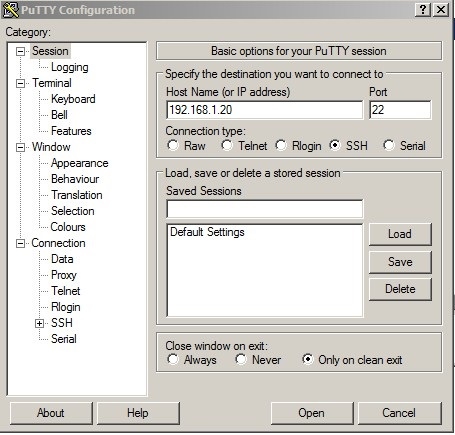 PuTTY Configuration
Category:
Session
Logging
Terminal
Keyboard
Bell
Features
Window
Appearance
Behaviour
Translation
Selection
Colours
Connection
Data
Proxy
Telnet
Rlogin
SSH
Serial
Basic options for your PuTTY session
Specify the destination you want to connect to
Host Name (or IP address) Port
192.168.1.20 22
Connection type:
Raw Telnet Rlogin SSH Serial
Load, save or delete a stored session
Saved Sessions
Default Settings
Load
Save
Delete
Close window on exit:
Always Never Only on clean exit
About Help Open Cancel